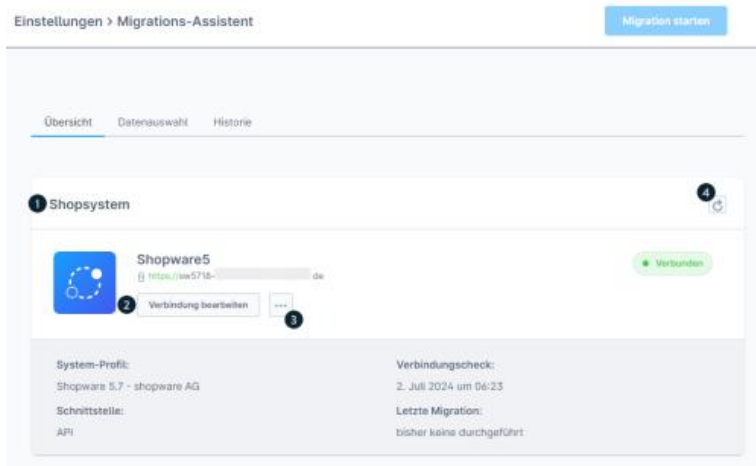 Einstellungen > Migrations-Assistent
Migration starten
Übersicht Datenauswahl Historie
1 Shopsystem
4
Shopware5
https://sw5718- de
2 Verbindung bearbeiten ...
3
Verbunden
System-Profil:
Shopware 5.7 - shopware AG
Schnittstelle:
API
Verbindungscheck:
2. Juli 2024 um 06:23
Letzte Migration:
bisher keine durchgeführt